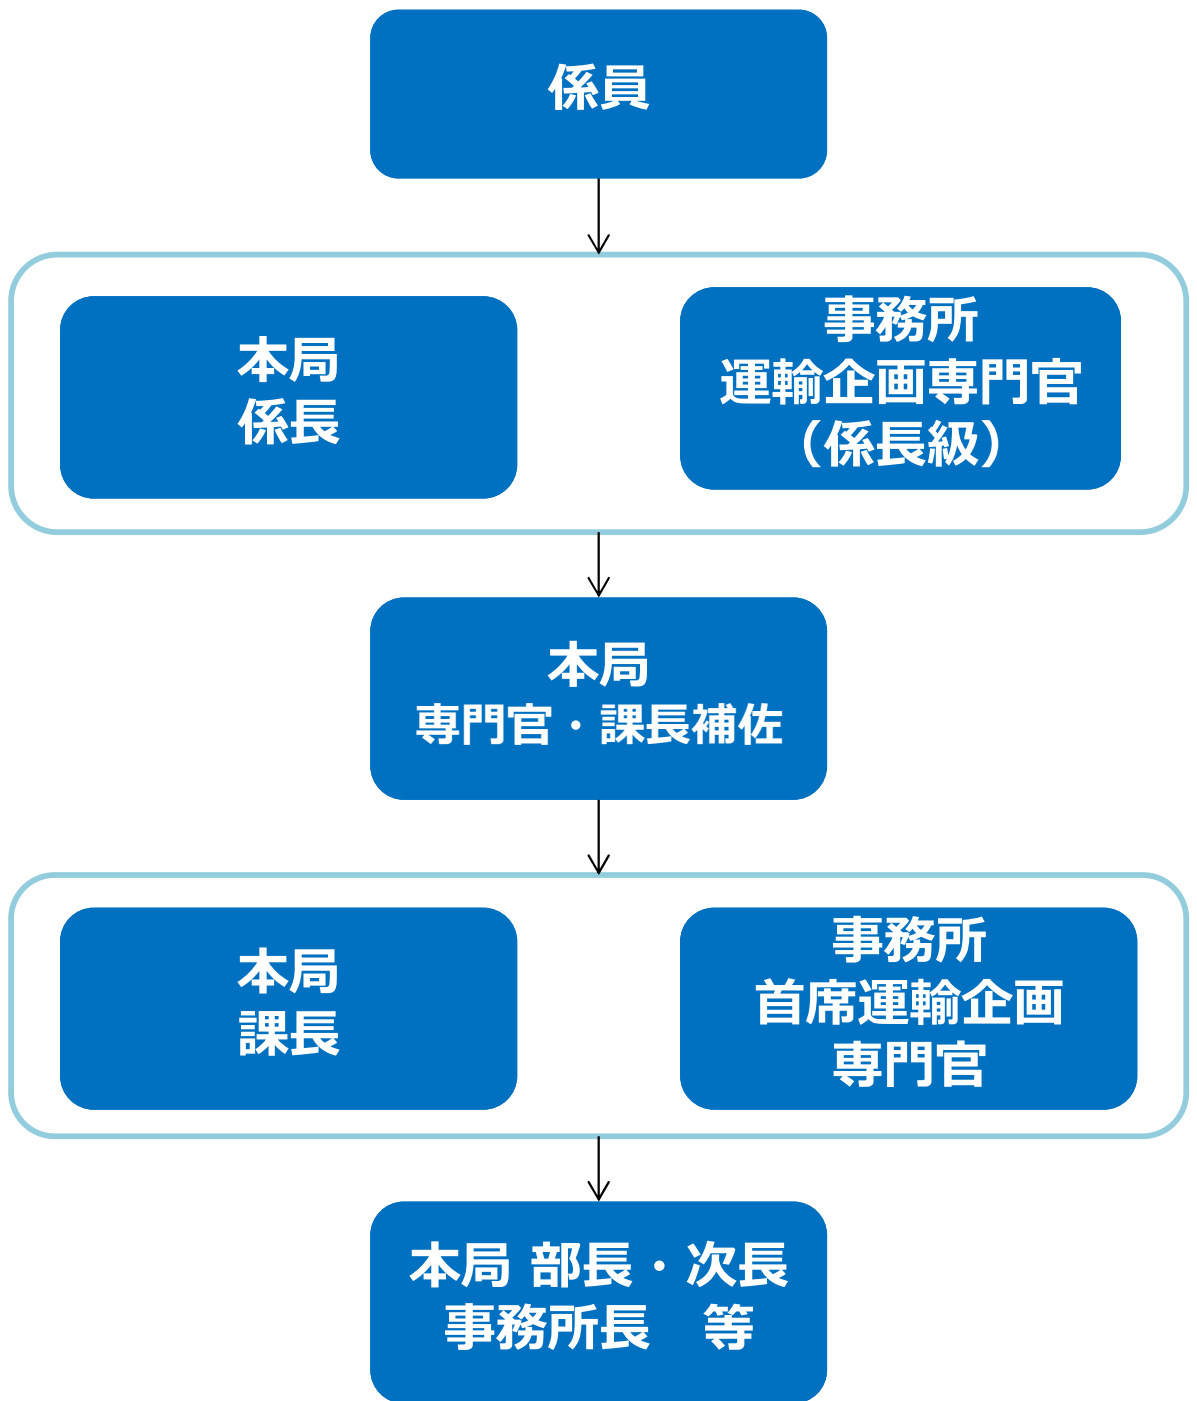 係員
本局
係長
事務所
運輸企画専門官
（係長級）
本局
専門官・課長補佐
本局
課長
事務所
首席運輸企画
専門官
本局 部長・次長
事務所長　等